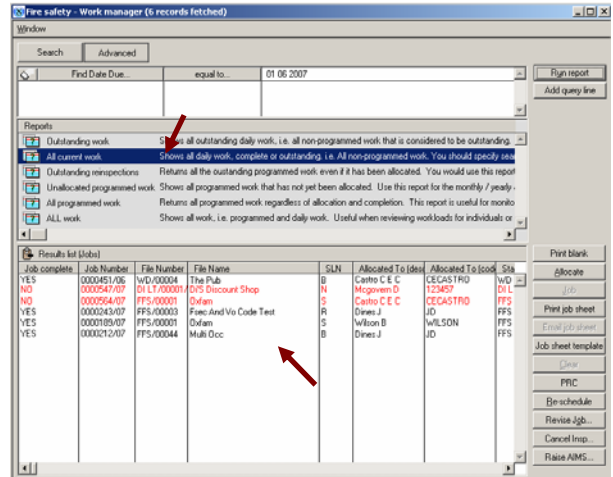 Fire safety - Work manager (6 records fetched)
Window
Search Advanced
Find Date Due... equal to... 01 06 2007
Run report
Add query line
Reports
Outstanding work Shows all outstanding daily work, i.e. all non-programmed work that is considered to be outstanding.
All current work Shows all daily work, complete or outstanding, i.e. All non-programmed work. You should specify sea
Outstanding reinspections Returns all the oustanding programmed work even if it has been allocated. You would use this report
Unallocated programmed work Shows all programmed work that has not yet been allocated. Use this report for the monthly / yearly
All programmed work Returns all programmed work regardless of allocation and completion. This report is useful for monito
ALL work Shows all work, i.e. programmed and daily work. Useful when reviewing workloads for individuals or
Results list (Jobs)
Job complete Job Number File Number File Name SLN Allocated To (desc Allocated To (code Sta
YES 0000451/06 WD/00004 The Pub B Castro C E C CECASTRO WD
NO 0000547/07 DI LT/00001/ D/S Discount Shop N Mcgovern D 123457 DI L
NO 0000564/07 FFS/00001 Oxfam S Castro C E C CECASTRO FFS
YES 0000243/07 FFS/00003 Fsec And Vo Code Test R Dines J JD FFS
YES 0000189/07 FFS/00001 Oxfam S Wilson B WILSON FFS
YES 0000212/07 FFS/00044 Multi Occ B Dines J JD FFS
Print blank
Allocate
Job
Print job sheet
Email job sheet
Job sheet template
Clear
PRC
Re-schedule
Revise Job...
Cancel Insp...
Raise AIMS...